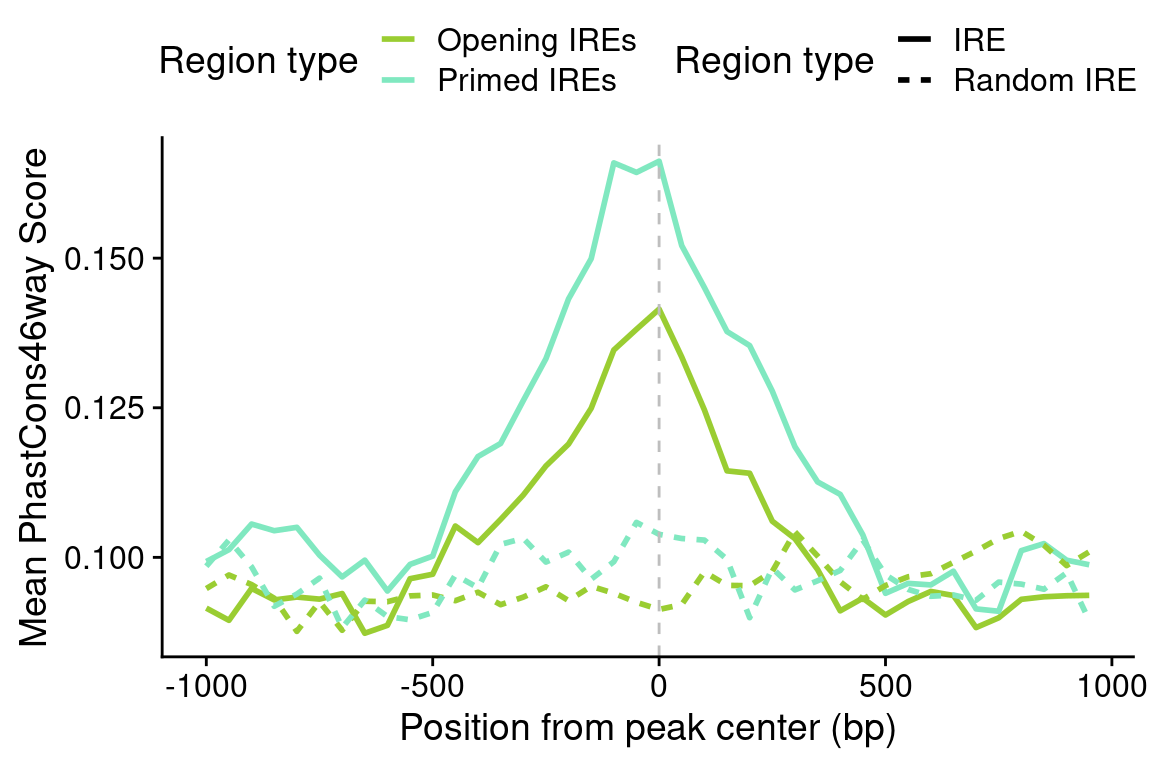 Region type
Opening IREs
Primed IREs
Region type
IRE
Random IRE
Mean PhastCons46way Score
0.150
0.125
0.100
-1000
-500
0
500
1000
Position from peak center (bp)